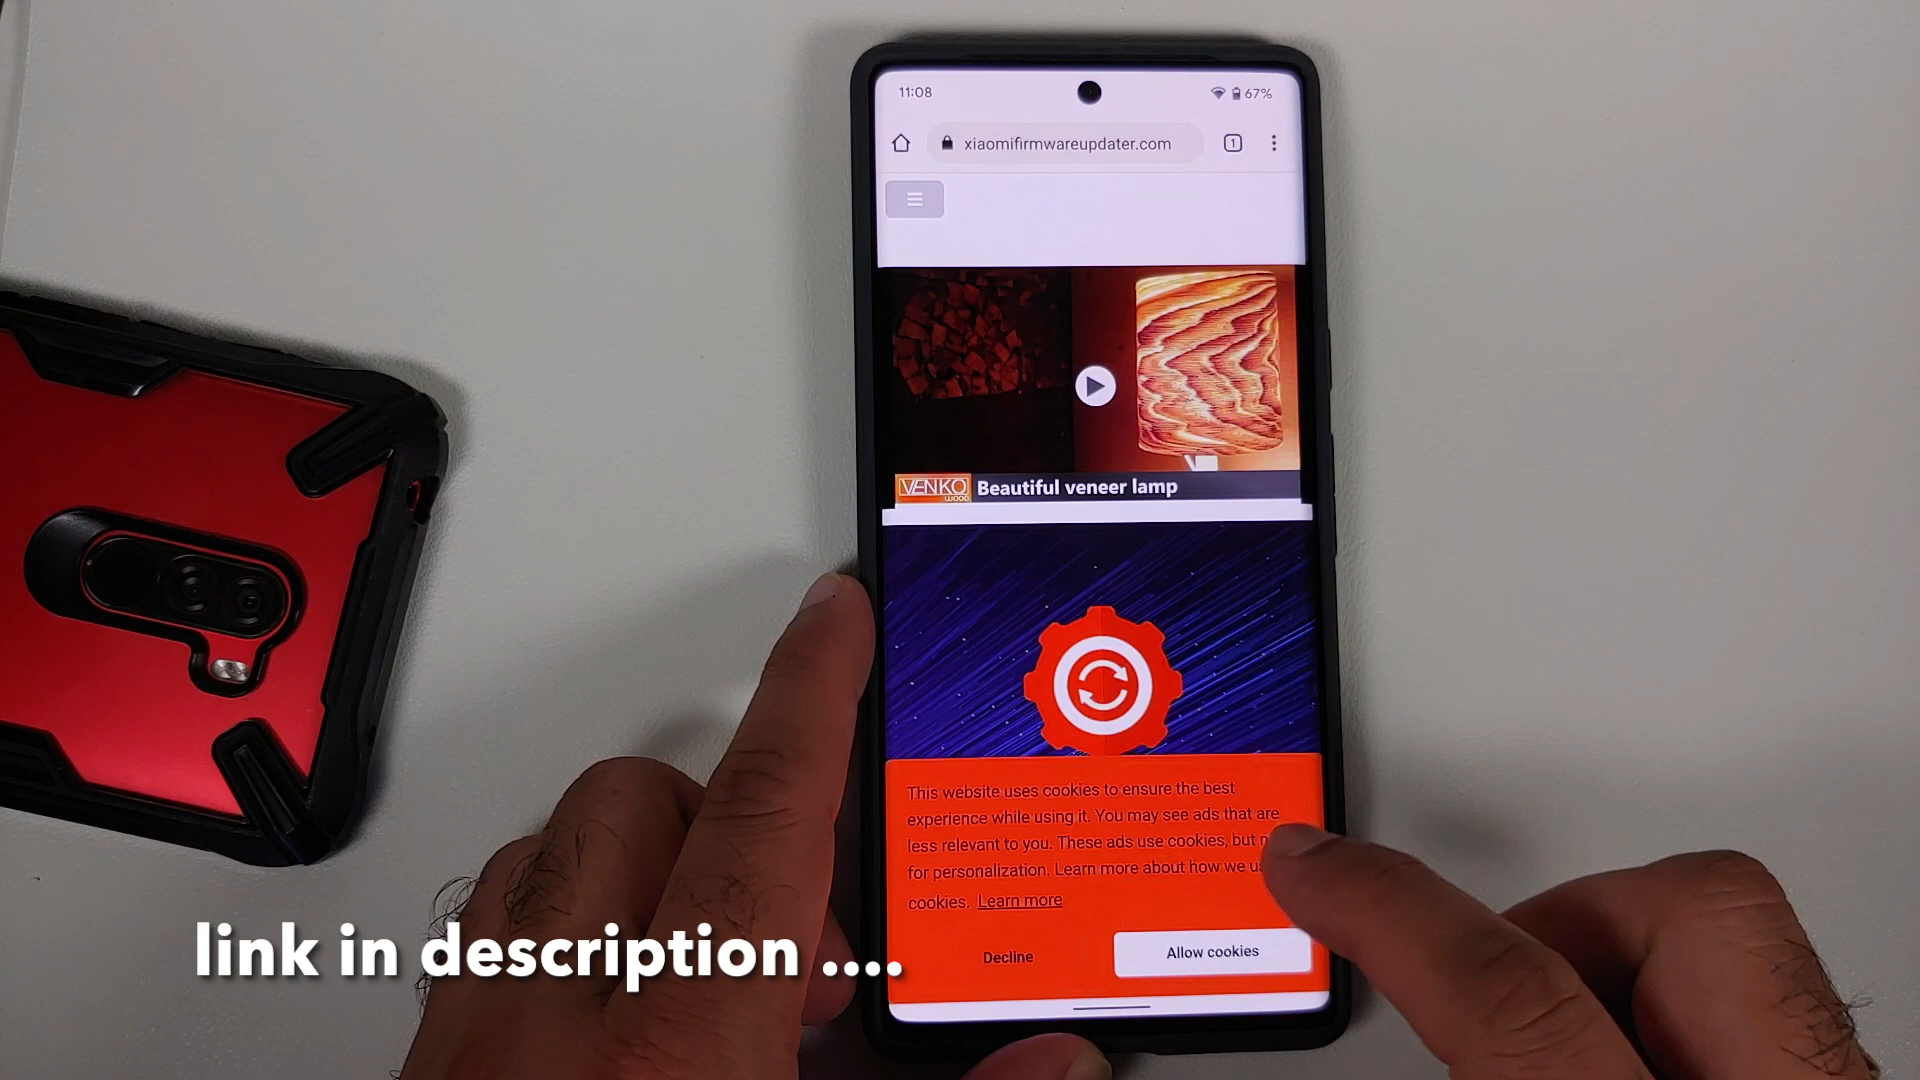 11:08
67%
xiaomifirmwareupdater.com
1
VENKO
WOOD
Beautiful veneer lamp
This website uses cookies to ensure the best
experience while using it. You may see ads that are
less relevant to you. These ads use cookies, but
for personalization. Learn more about how we
cookies. Learn more
Decline
Allow cookies
link in description ....